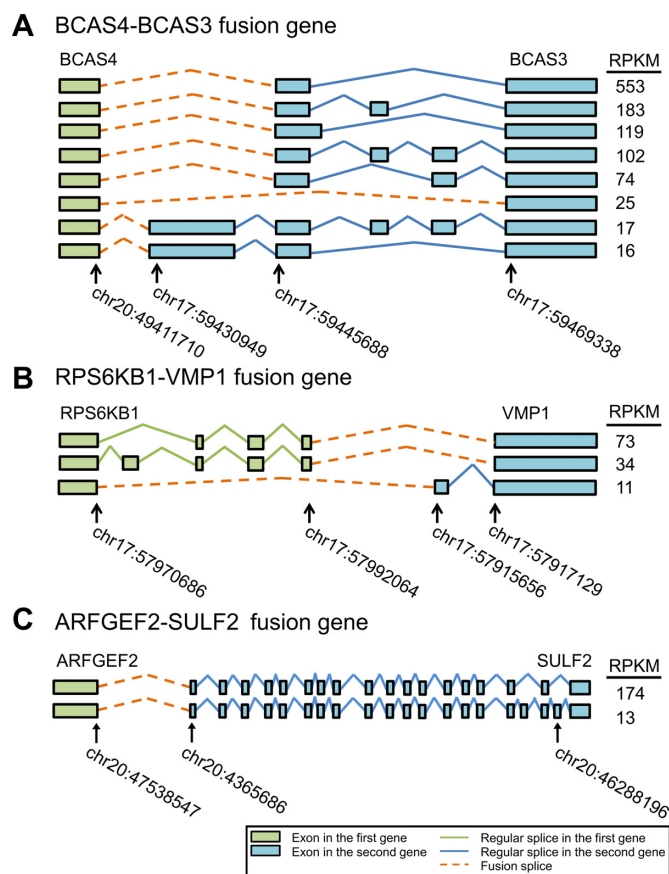 A BCAS4-BCAS3 fusion gene
BCAS4 BCAS3 RPKM
553
183
119
102
74
25
17
16
chr20:49411710
chr17:59430949
chr17:59445688
chr17:59469338
B RPS6KB1-VMP1 fusion gene
RPS6KB1 VMP1 RPKM
73
34
11
chr17:57970686
chr17:57992064
chr17:57915656
chr17:57917129
C ARFGEF2-SULF2 fusion gene
ARFGEF2 SULF2 RPKM
174
13
chr20:47538547
chr20:4365686
chr20:46288196
Exon in the first gene Regular splice in the first gene
Exon in the second gene Regular splice in the second gene
Fusion splice